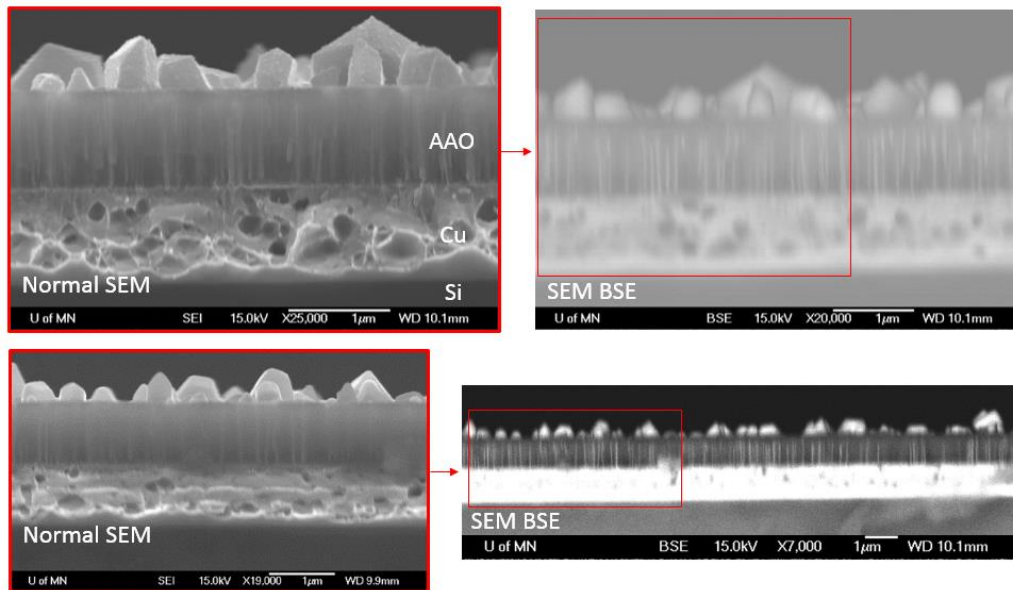 AAO
Cu
Normal SEM
Si
U of MN SEI 15.0kV X25,000 1μm WD 10.1mm
SEM BSE
U of MN BSE 15.0kV X20,000 1μm WD 10.1mm
Normal SEM
U of MN SEI 15.0kV X19,000 1μm WD 9.9mm
SEM BSE
U of MN BSE 15.0kV X7,000 1μm WD 10.1mm